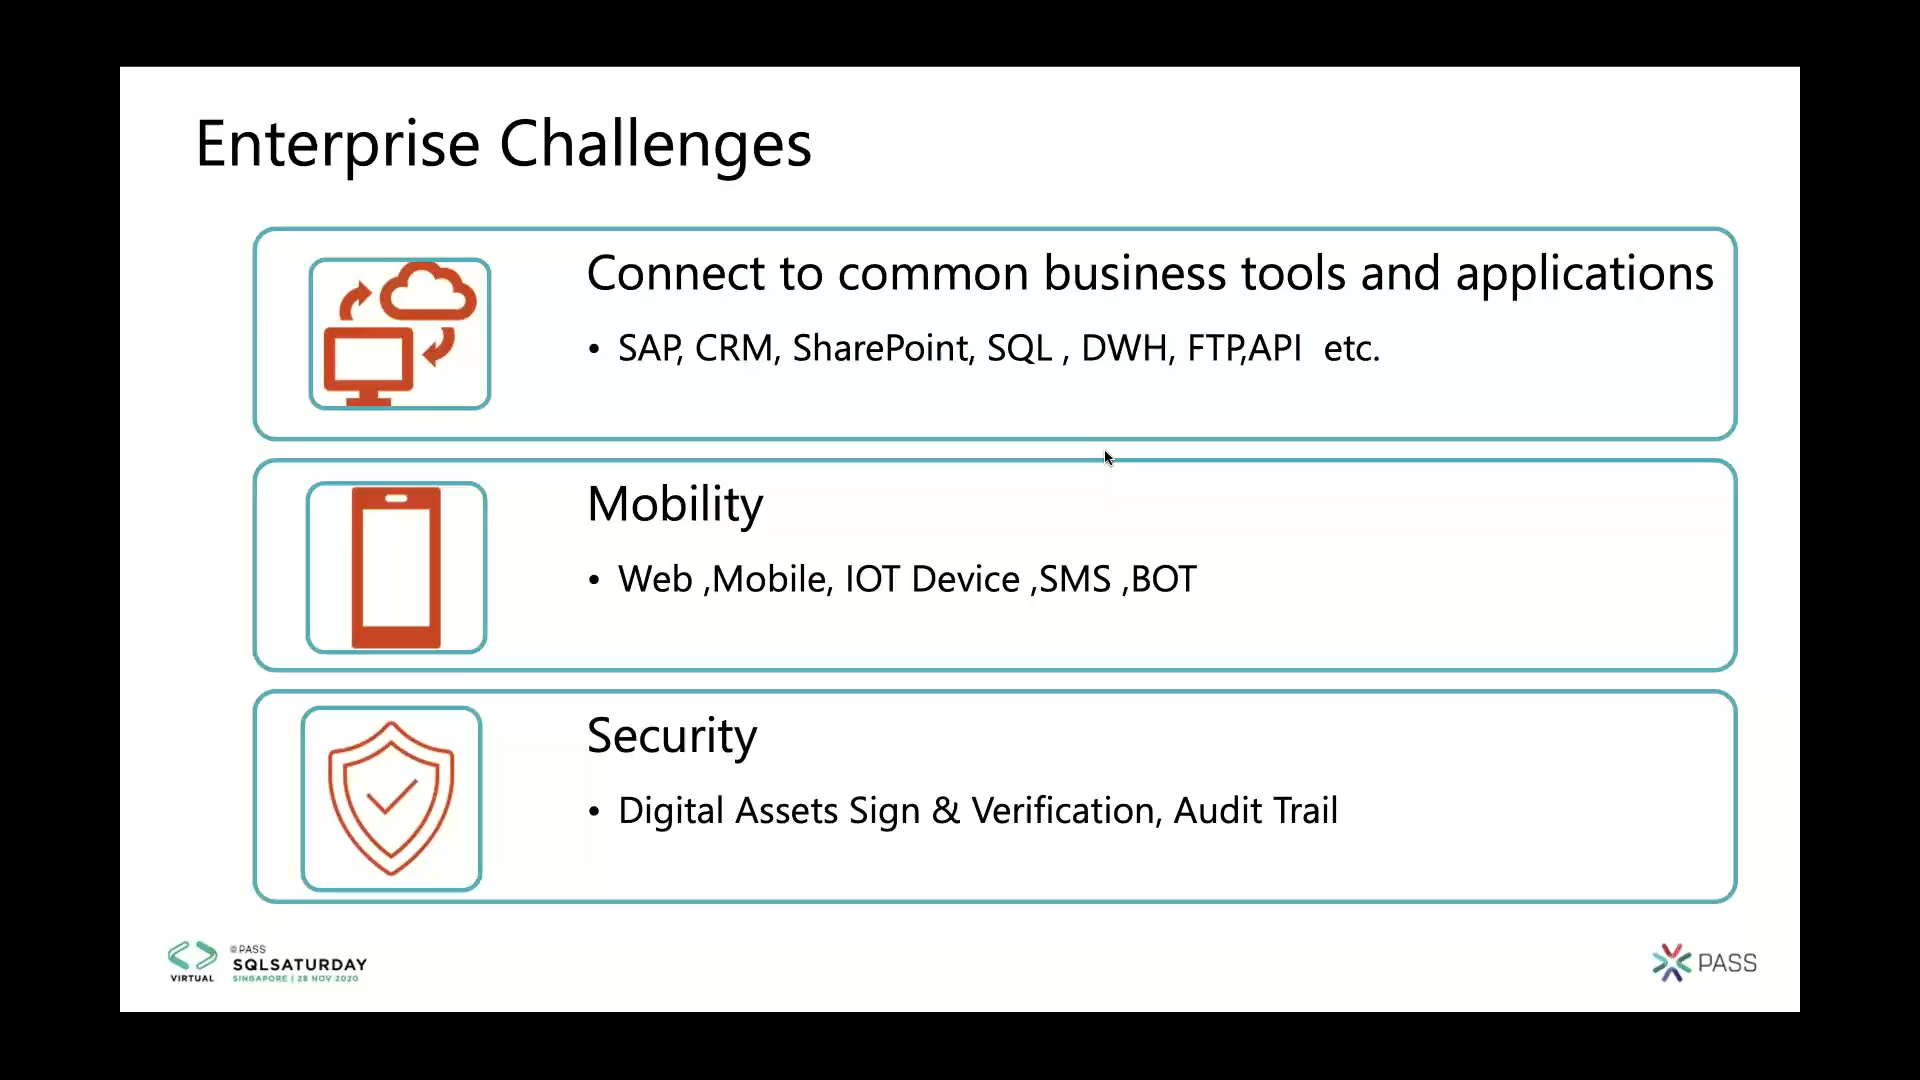 Enterprise Challenges
Connect to common business tools and applications
• SAP, CRM, SharePoint, SQL , DWH, FTP,API  etc.
Mobility
• Web ,Mobile, IOT Device ,SMS ,BOT
Security
• Digital Assets Sign & Verification, Audit Trail
PASS
SQLSATURDAY
VIRTUAL
SINGAPORE | 28 NOV 2020
PASS